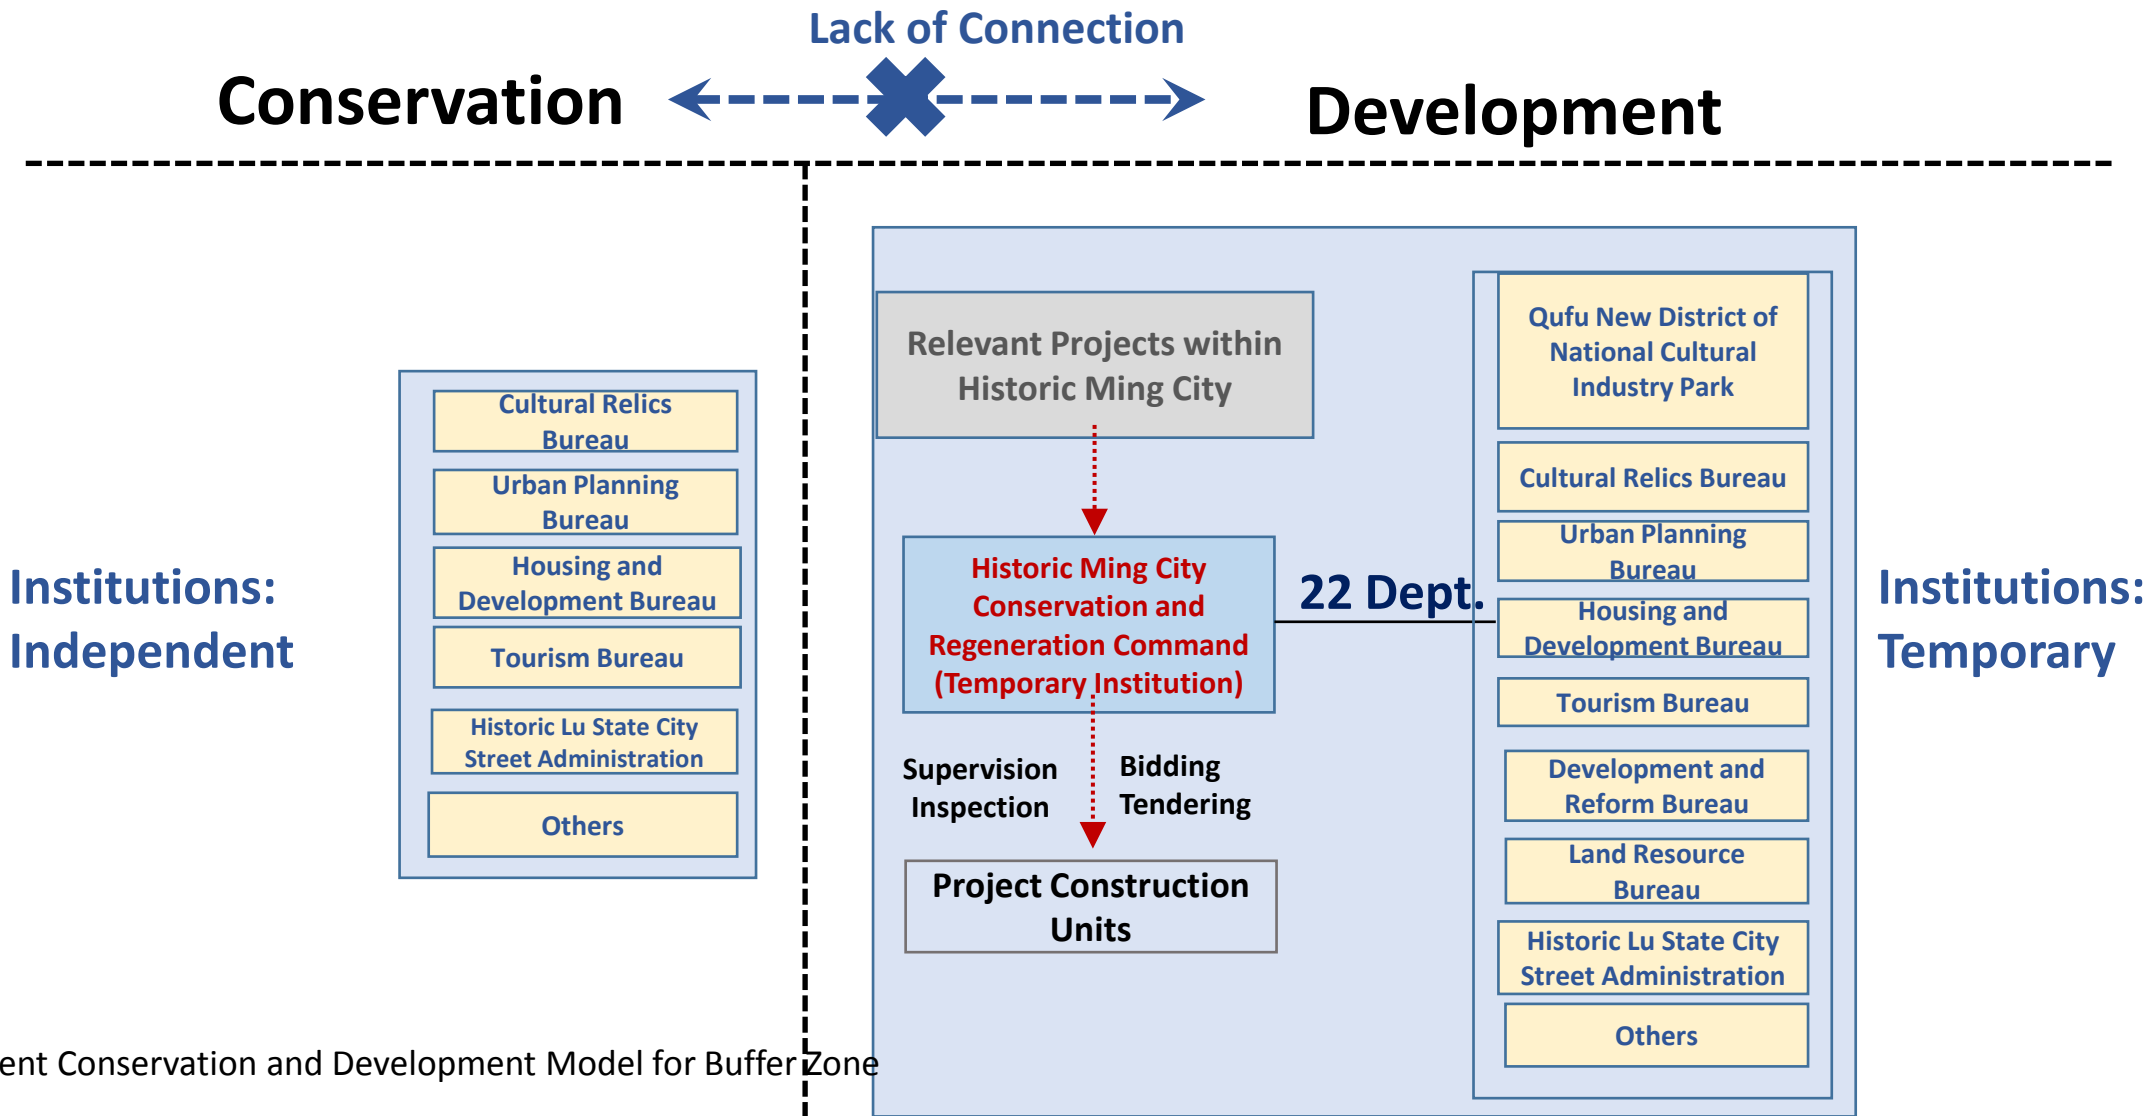 Lack of Connection
Conservation
Development
Institutions:
Independent
Cultural Relics
Bureau
Urban Planning
Bureau
Housing and
Development Bureau
Tourism Bureau
Historic Lu State City
Street Administration
Others
Relevant Projects within
Historic Ming City
Historic Ming City
Conservation and
Regeneration Command
(Temporary Institution)
22 Dept.
Supervision
Inspection
Bidding
Tendering
Project Construction
Units
Qufu New District of
National Cultural
Industry Park
Cultural Relics Bureau
Urban Planning
Bureau
Housing and
Development Bureau
Tourism Bureau
Development and
Reform Bureau
Land Resource
Bureau
Historic Lu State City
Street Administration
Others
Institutions:
Temporary
ent Conservation and Development Model for Buffer Zone